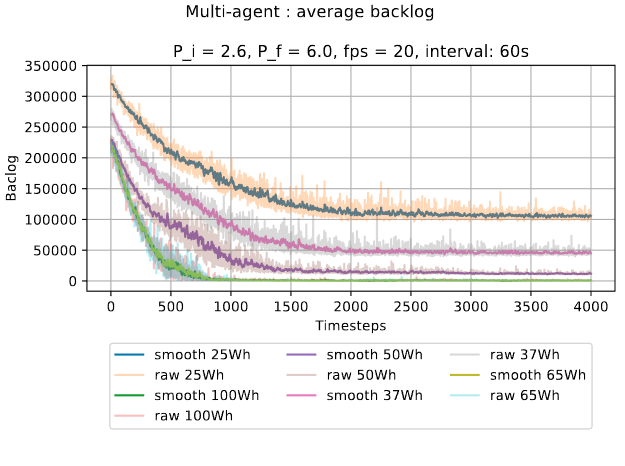 Multi-agent : average backlog
P_i = 2.6, P_f = 6.0, fps = 20, interval: 60s
350000
300000
250000
200000
150000
100000
50000
0
Baclog
0 500 1000 1500 2000 2500 3000 3500 4000
Timesteps
smooth 25Wh smooth 50Wh raw 37Wh
raw 25Wh raw 50Wh smooth 65Wh
smooth 100Wh smooth 37Wh raw 65Wh
raw 100Wh